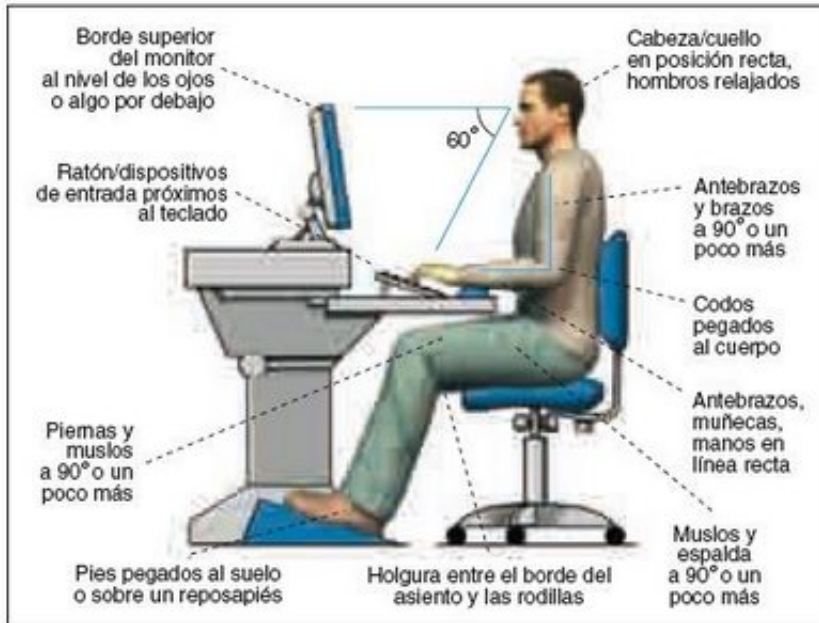 Borde superior
del monitor
al nivel de los ojos
o algo por debajo
Cabeza/cuello
en posición recta,
hombros relajados
60°
Ratón/dispositivos
de entrada próximos
al teclado
Antebrazos
y brazos
a 90° o un
poco más
Codos
pegados
al cuerpo
Antebrazos,
muñecas,
manos en
línea recta
Piernas y
muslos
a 90° o un
poco más
Muslos y
espalda
a 90° o un
poco más
Pies pegados al suelo
o sobre un reposapiés
Holgura entre el borde del
asiento y las rodillas